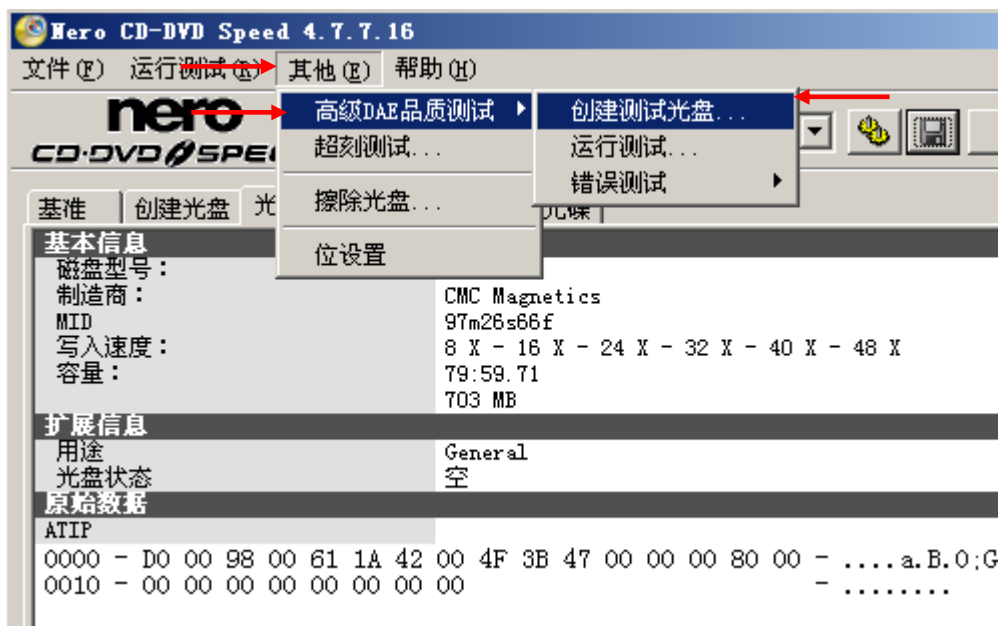 Nero CD-DVD Speed 4.7.7.16
文件(F) 运行测试(R) 其他(E) 帮助(H)
nero
CD·DVD SPE
高级DAE品质测试
超刻测试...
擦除光盘...
位设置
创建测试光盘...
运行测试...
错误测试
基准 创建光盘 光
基本信息
磁盘型号：
制造商： CMC Magnetics
MID 97m26s66f
写入速度： 8 X - 16 X - 24 X - 32 X - 40 X - 48 X
容量： 79:59.71
703 MB
扩展信息
用途 General
光盘状态 空
原始数据
ATIP
0000 - D0 00 98 00 61 1A 42 00 4F 3B 47 00 00 00 80 00 - ....a.B.O;G
0010 - 00 00 00 00 00 00 00 00 - ........